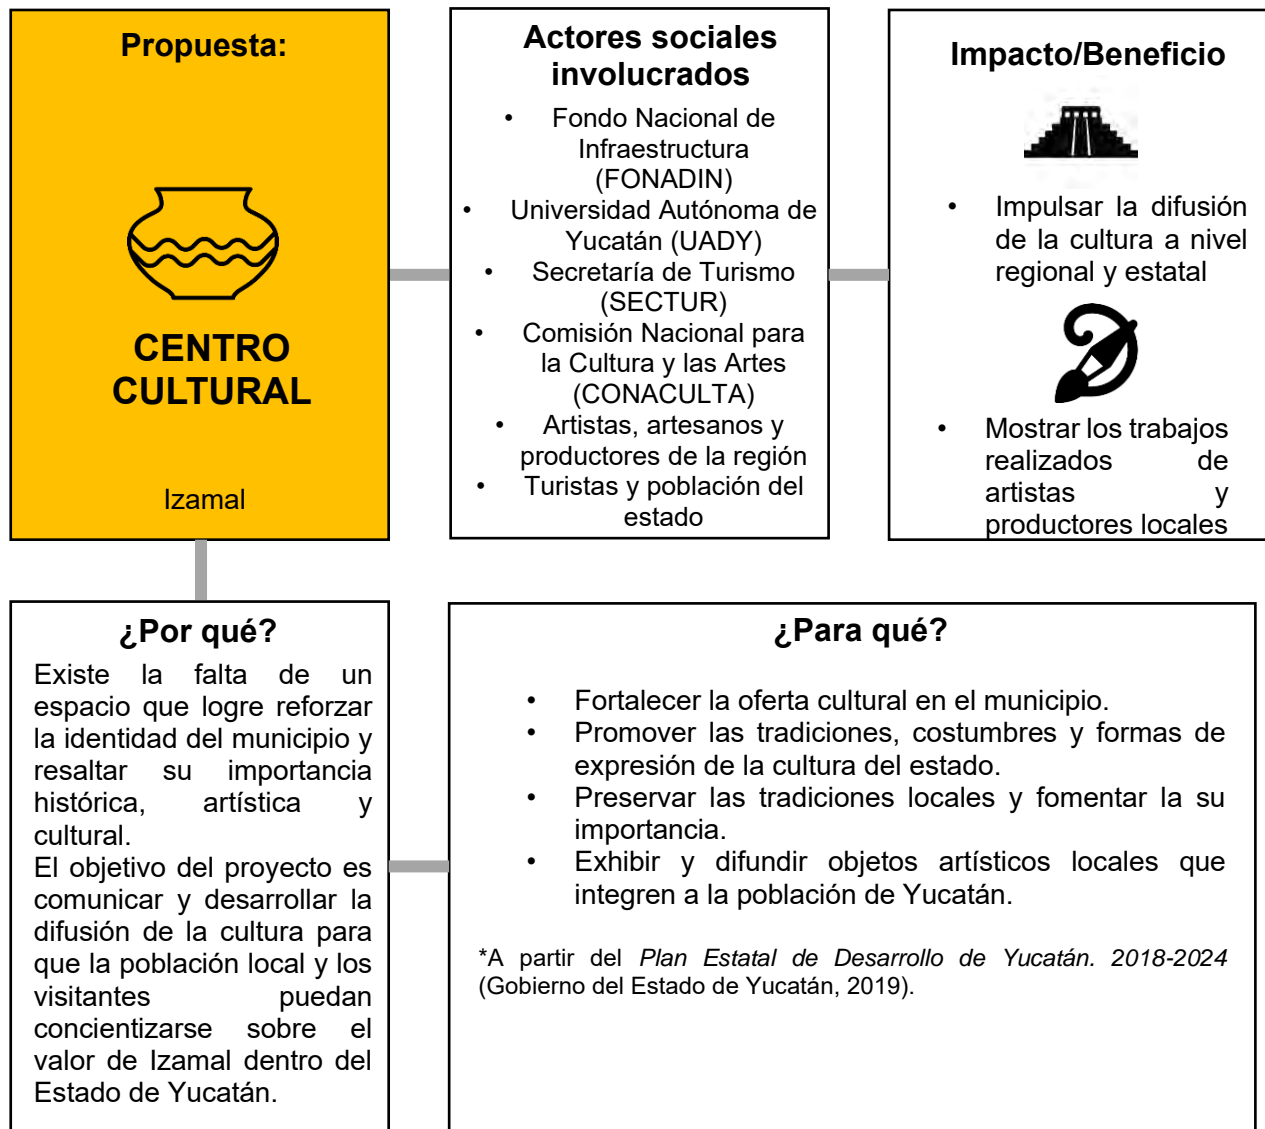 Propuesta:
CENTRO
CULTURAL
Izamal
Actores sociales
involucrados
• Fondo Nacional de
Infraestructura
(FONADIN)
• Universidad Autónoma de
Yucatán (UADY)
• Secretaría de Turismo
(SECTUR)
• Comisión Nacional para
la Cultura y las Artes
(CONACULTA)
• Artistas, artesanos y
productores de la región
• Turistas y población del
estado
Impacto/Beneficio
• Impulsar la difusión
de la cultura a nivel
regional y estatal
• Mostrar los trabajos
realizados de
artistas y
productores locales
¿Por qué?
Existe la falta de un
espacio que logre reforzar
la identidad del municipio y
resaltar su importancia
histórica, artística y
cultural.
El objetivo del proyecto es
comunicar y desarrollar la
difusión de la cultura para
que la población local y los
visitantes puedan
concientizarse sobre el
valor de Izamal dentro del
Estado de Yucatán.
¿Para qué?
• Fortalecer la oferta cultural en el municipio.
• Promover las tradiciones, costumbres y formas de
expresión de la cultura del estado.
• Preservar las tradiciones locales y fomentar la su
importancia.
• Exhibir y difundir objetos artísticos locales que
integren a la población de Yucatán.
*A partir del Plan Estatal de Desarrollo de Yucatán. 2018-2024
(Gobierno del Estado de Yucatán, 2019).